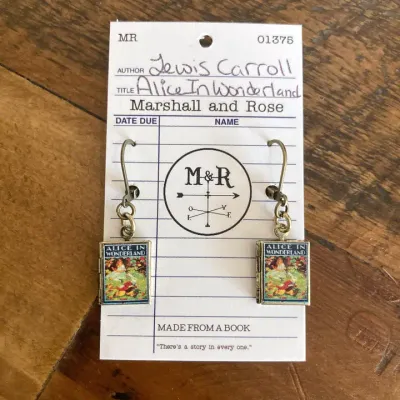 MR 01375
AUTHOR Lewis Carroll
TITLE Alice In Wonderland
Marshall and Rose
DATE DUE NAME
M&R
E Y
F E
MADE FROM A BOOK
"There's a story in every one."
ALICE IN
WONDERLAND
ALICE IN
WONDERLAND